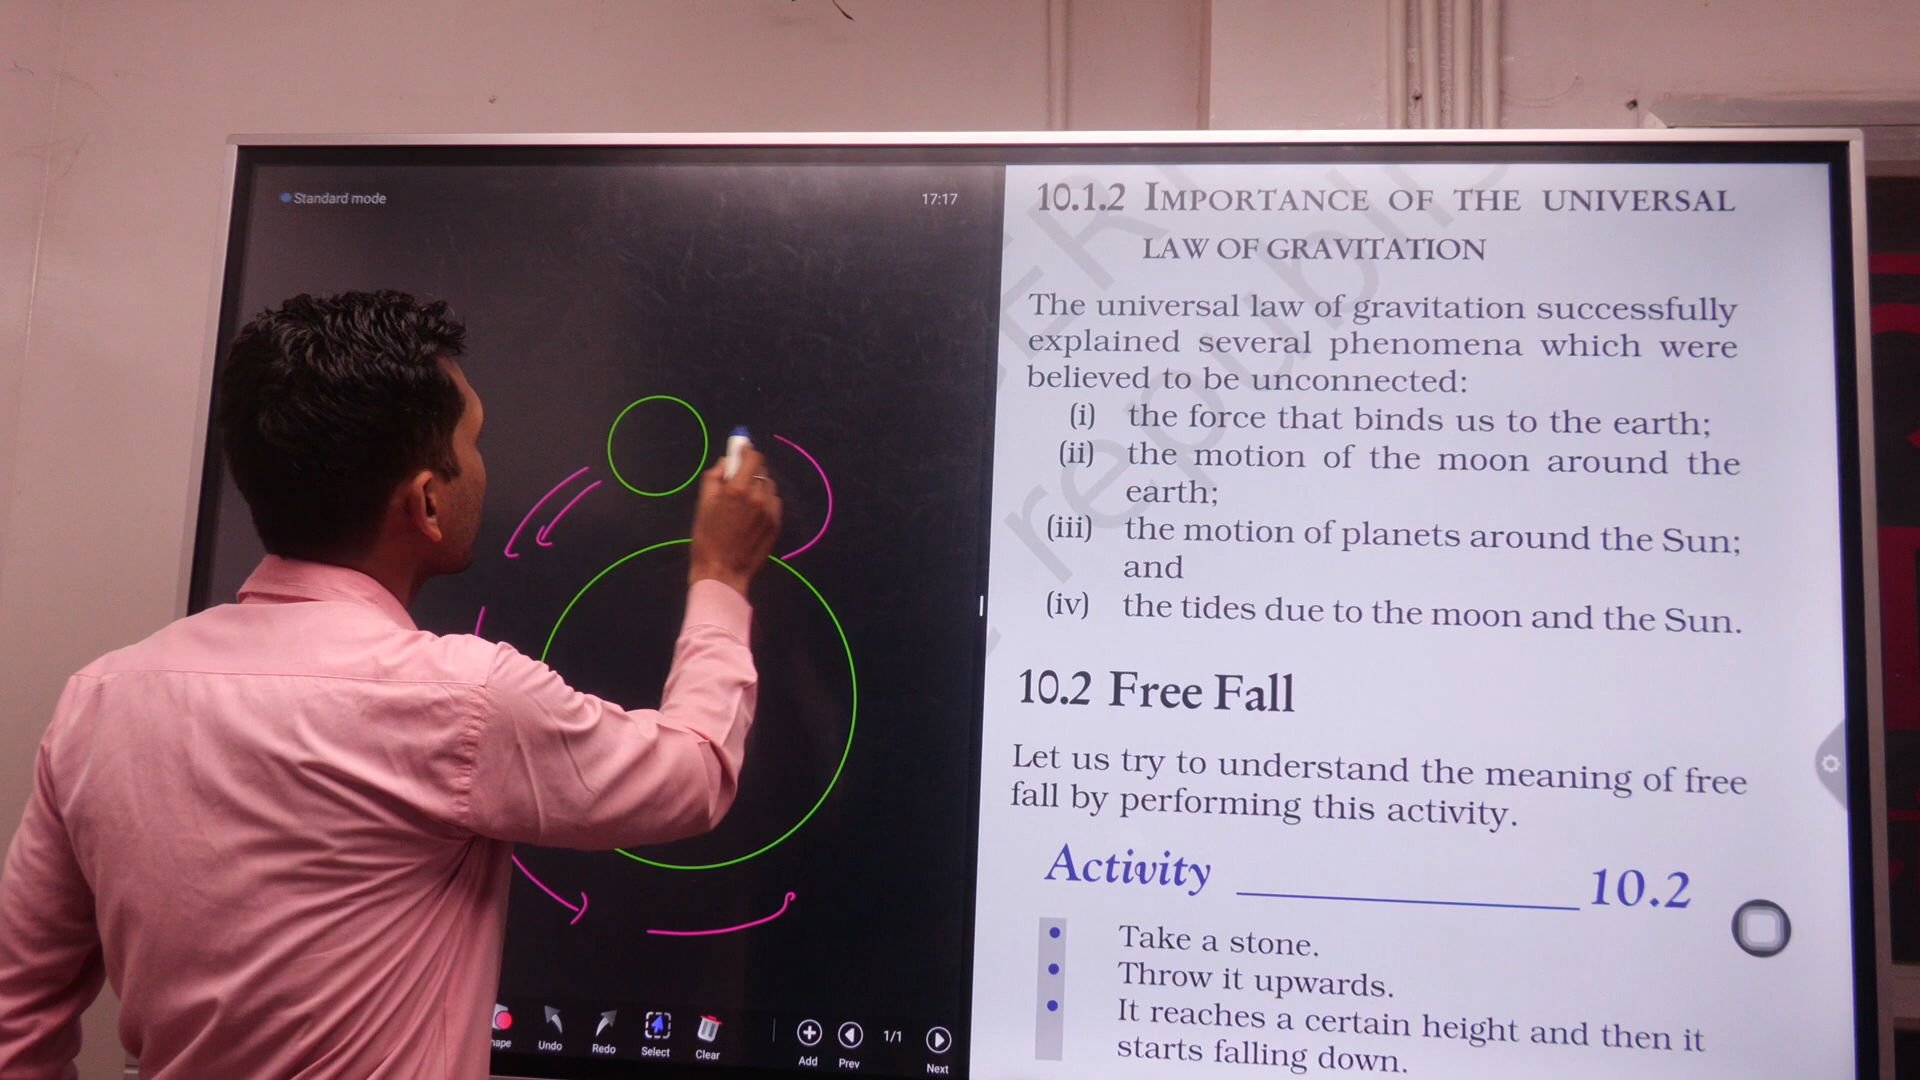 Standard mode
17:17
Undo
Redo
Select
Clear
Add
Prev
1/1
Next
10.1.2 IMPORTANCE OF THE UNIVERSAL
LAW OF GRAVITATION
The universal law of gravitation successfully
explained several phenomena which were
believed to be unconnected:
(i) the force that binds us to the earth;
(ii) the motion of the moon around the
earth;
(iii) the motion of planets around the Sun;
and
(iv) the tides due to the moon and the Sun.
10.2 Free Fall
Let us try to understand the meaning of free
fall by performing this activity.
Activity 10.2
• Take a stone.
• Throw it upwards.
• It reaches a certain height and then it
starts falling down.